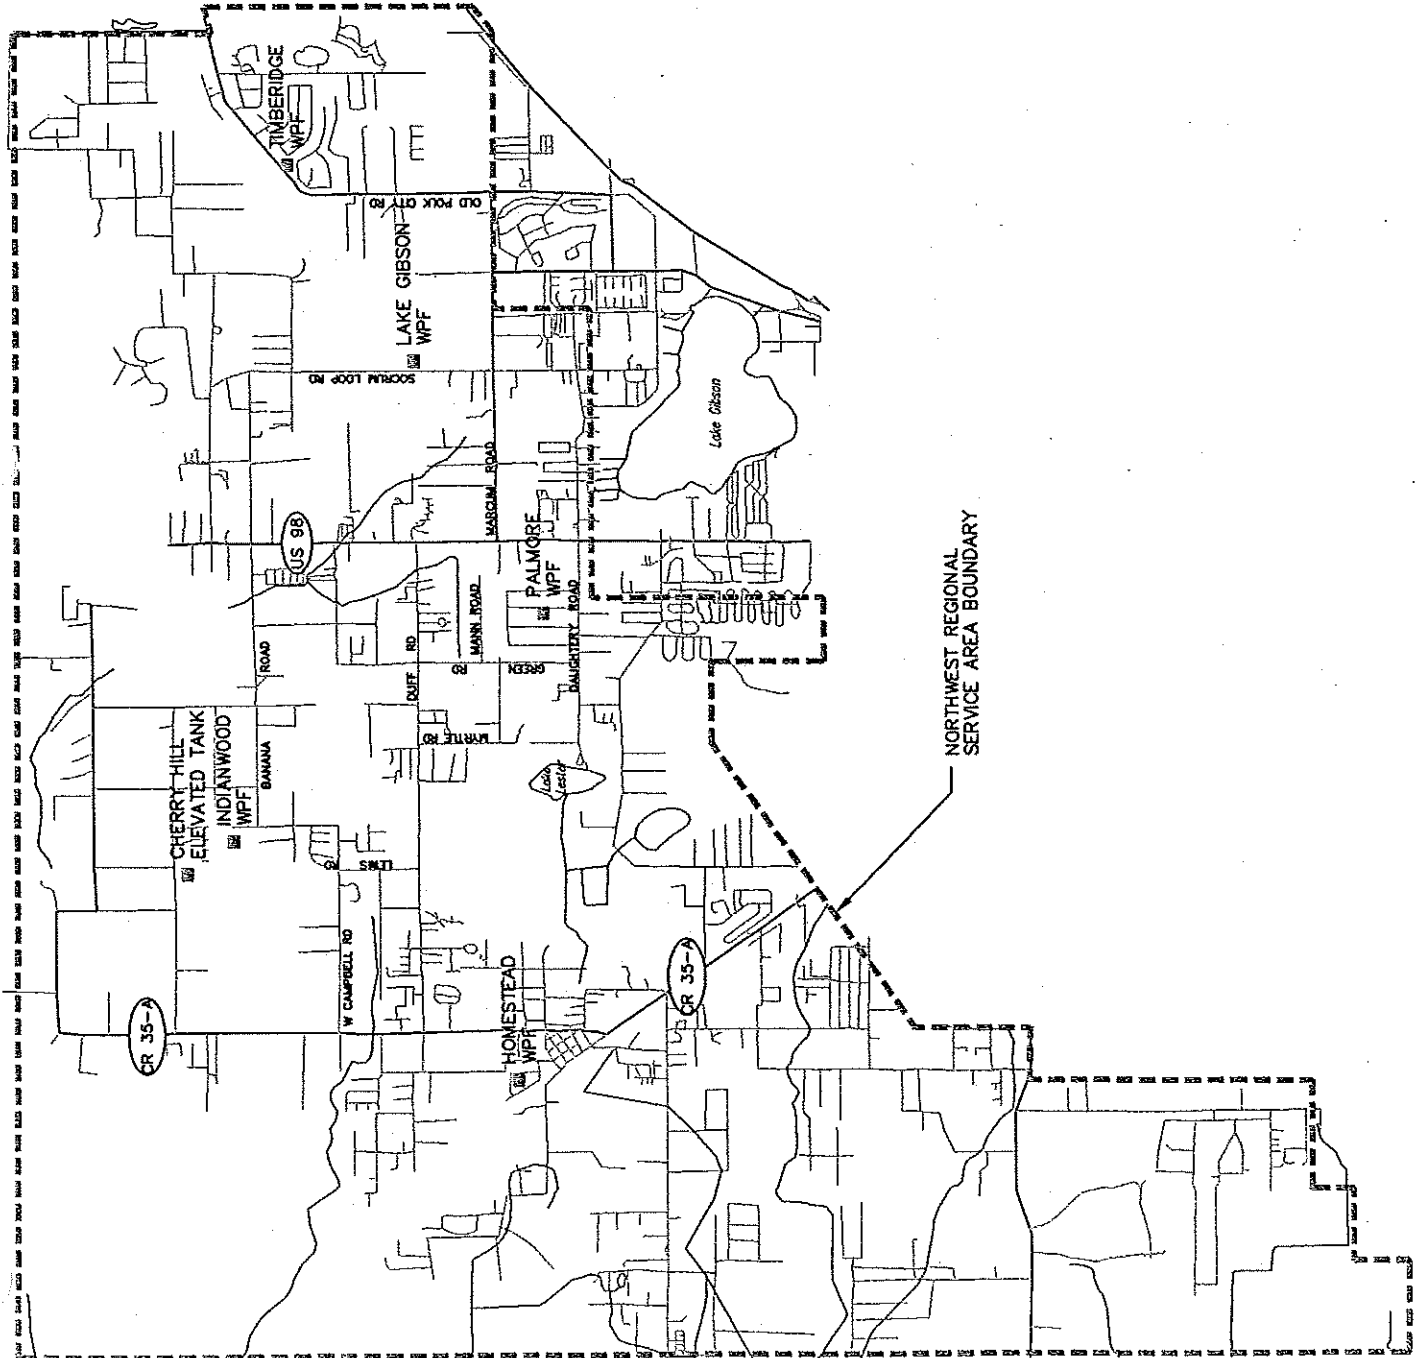 TIMBERIDGE
WPF
OLD POLK CITY RD
LAKE GIBSON
WPF
SOCRUM LOOP RD
Lake Gibson
MARCUM ROAD
US 98
PALMORE
WPF
MANN ROAD
DAUGHTERY ROAD
GREEN RD
DUFF RD
MYRTLE RD
BANANA ROAD
CHERRY HILL
ELEVATED TANK
INDIANWOOD
WPF
LEWIS RD
W CAMPBELL RD
HOMESTEAD
WPF
CR 35-A
CR 35-A
NORTHWEST REGIONAL
SERVICE AREA BOUNDARY